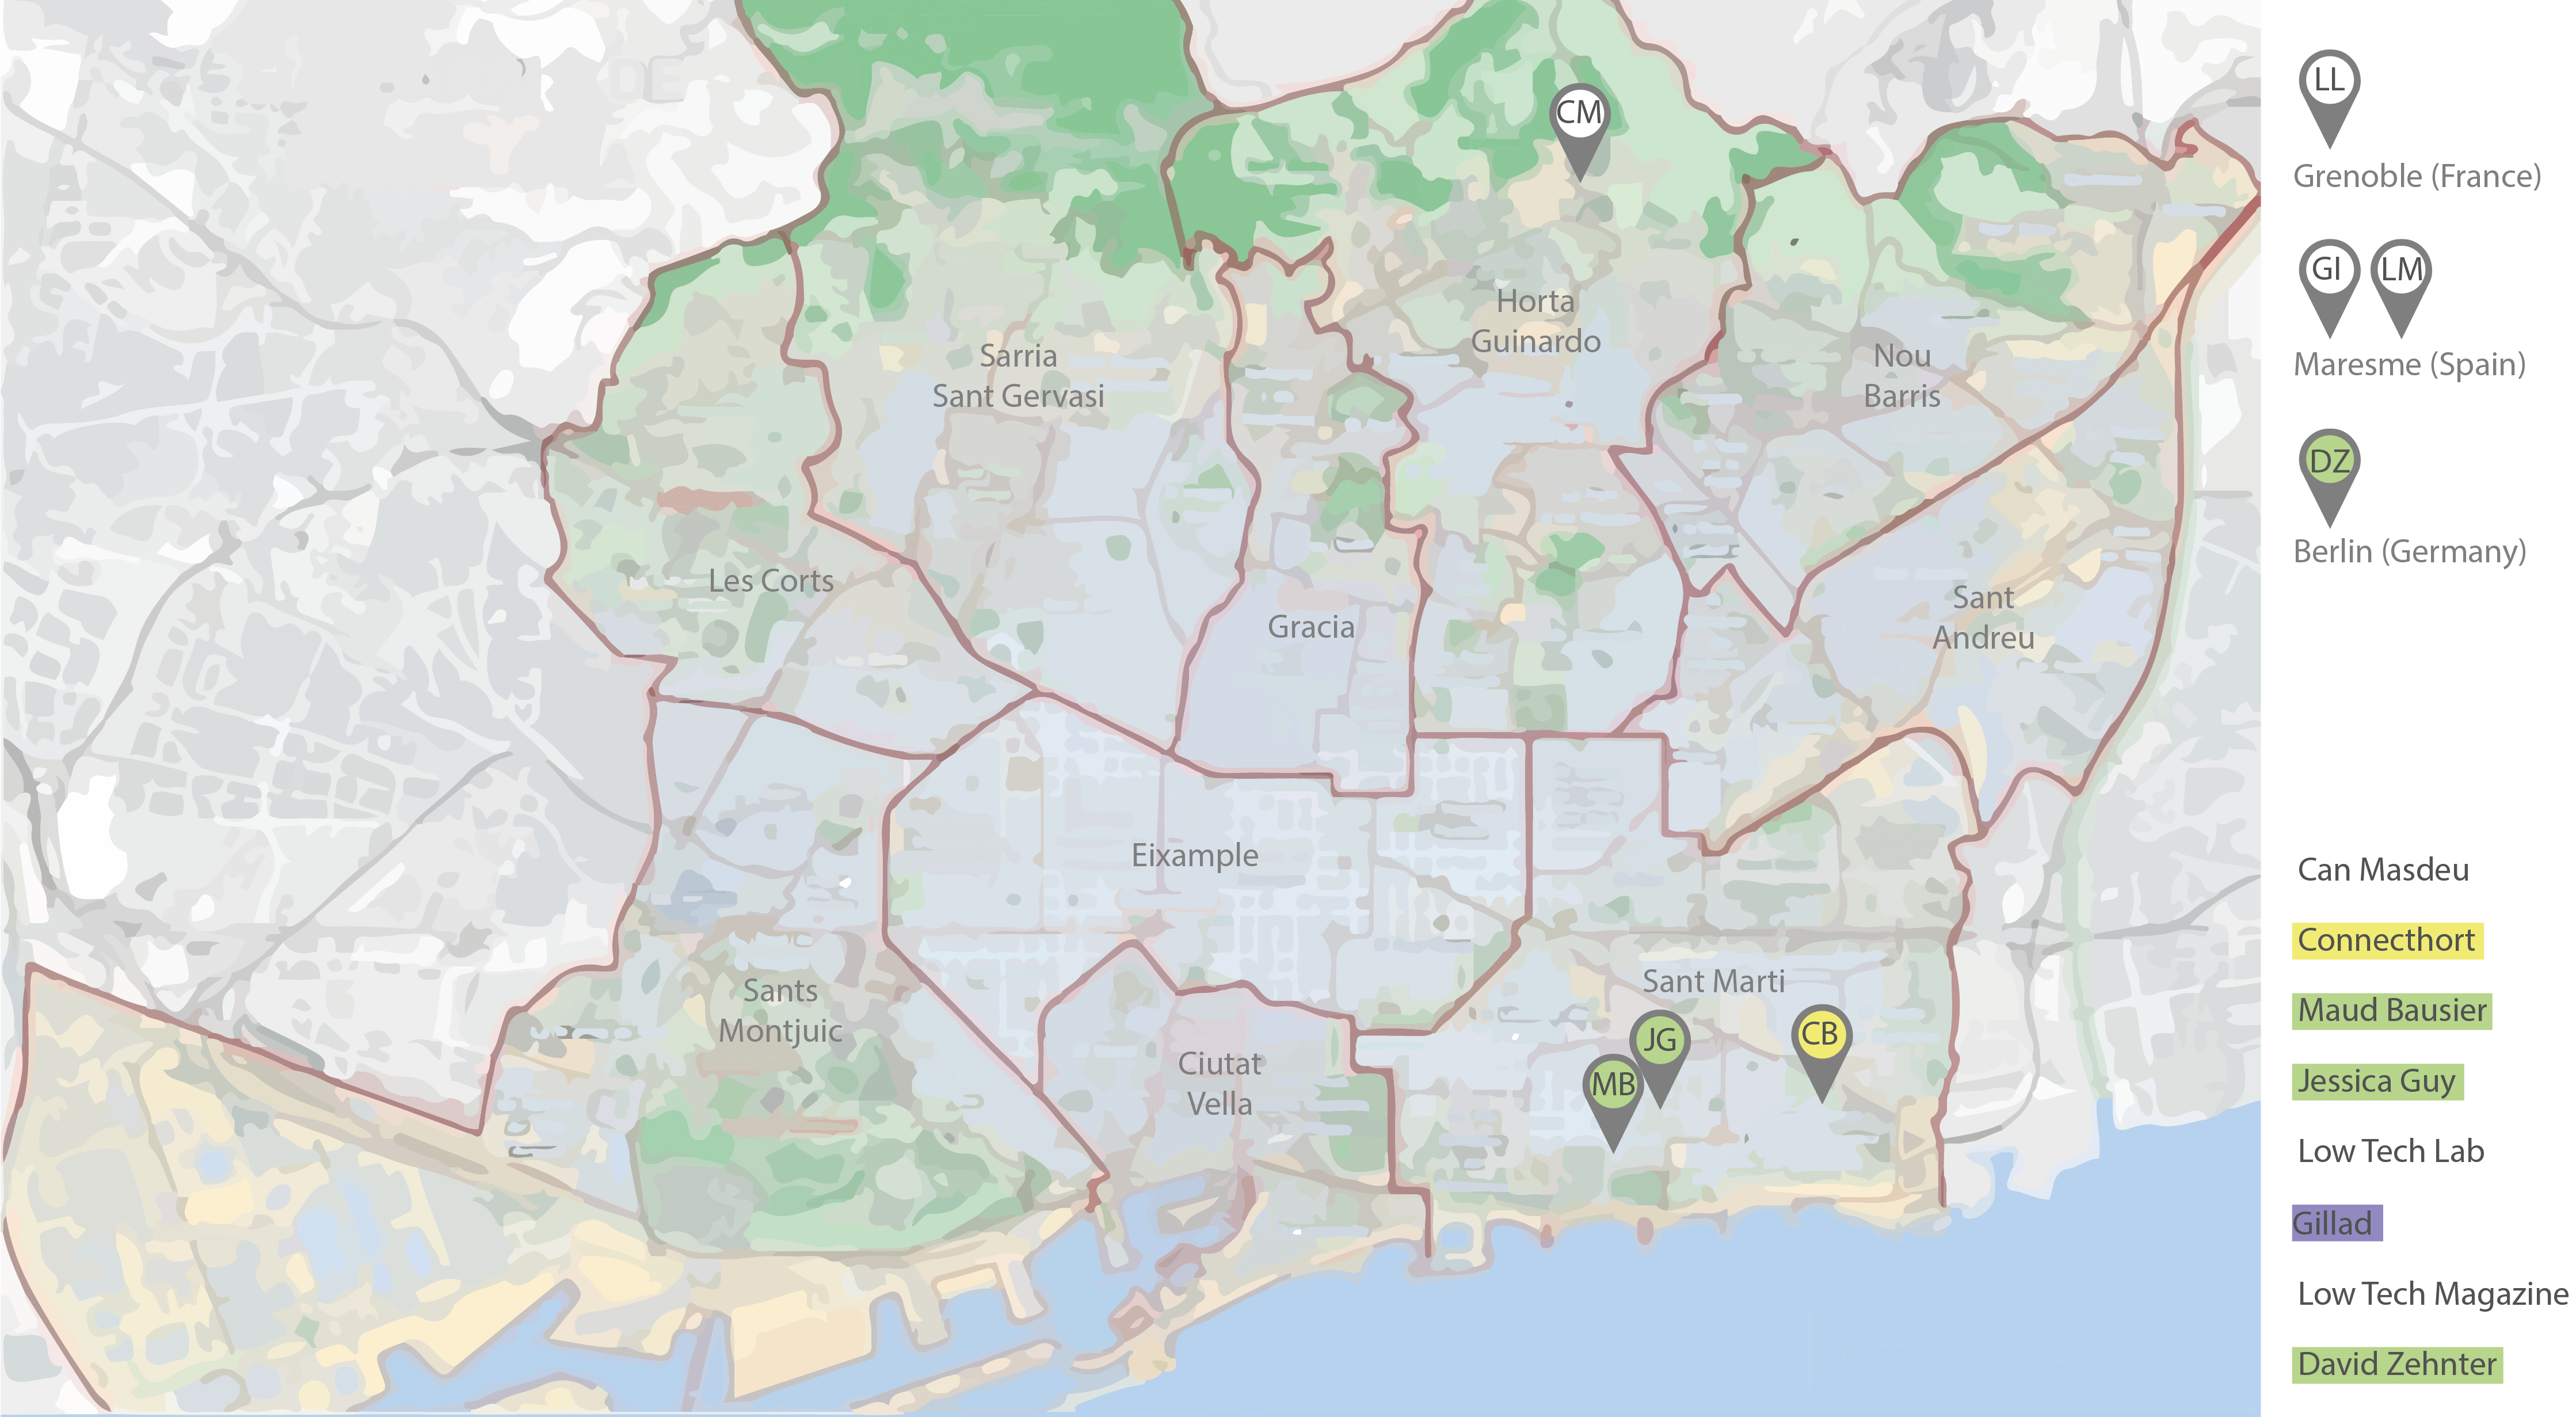 DE
CM
Horta
Guinardo
Sarria
Sant Gervasi
Nou
Barris
Les Corts
Gracia
Sant
Andreu
Eixample
Sants
Montjuic
Sant Marti
Ciutat
Vella
MB
JG
CB
LL
Grenoble (France)
GI LM
Maresme (Spain)
DZ
Berlin (Germany)
Can Masdeu
Connecthort
Maud Bausier
Jessica Guy
Low Tech Lab
Gillad
Low Tech Magazine
David Zehnter